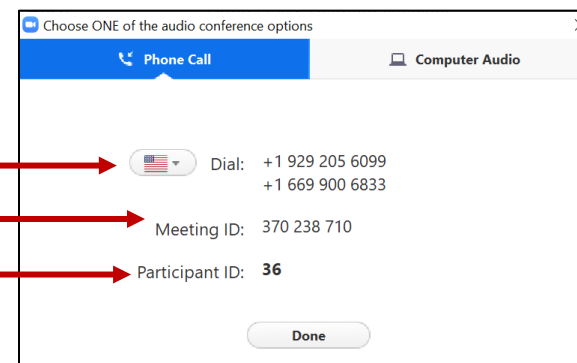 Choose ONE of the audio conference options
Phone Call
Computer Audio
Dial: +1 929 205 6099
+1 669 900 6833
Meeting ID: 370 238 710
Participant ID: 36
Done